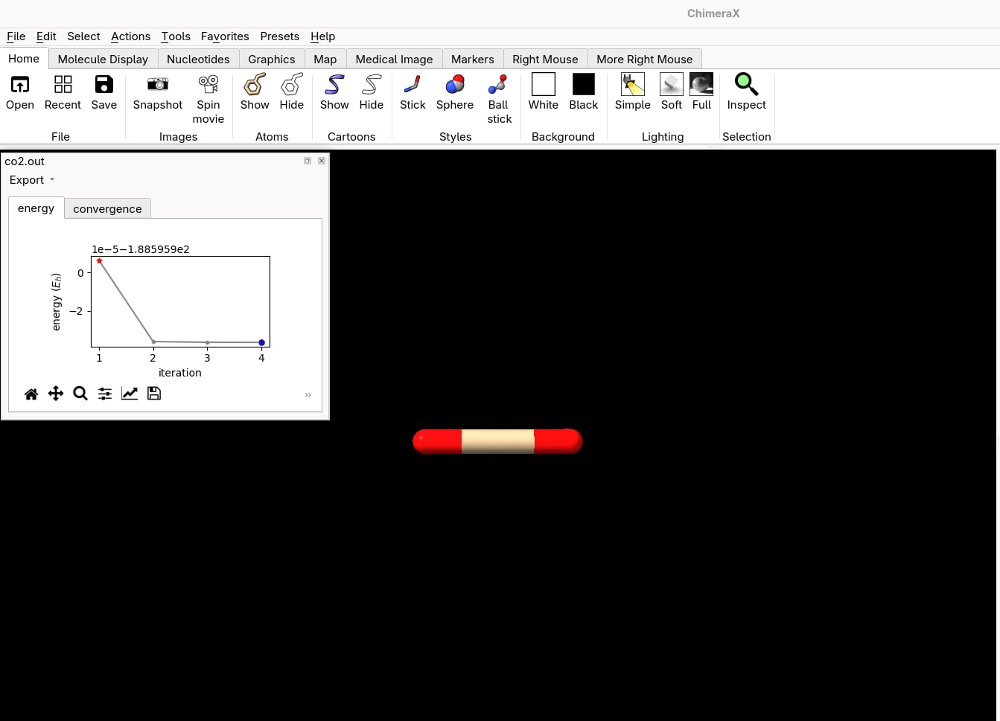 ChimeraX
File Edit Select Actions Tools Favorites Presets Help
Home Molecule Display Nucleotides Graphics Map Medical Image Markers Right Mouse More Right Mouse
Open Recent Save Snapshot Spin movie Show Hide Show Hide Stick Sphere Ball stick White Black Simple Soft Full Inspect
File Images Atoms Cartoons Styles Background Lighting Selection
co2.out
Export
energy convergence
1e−5−1.885959e2
0
−2
energy (Eh)
1 2 3 4
iteration